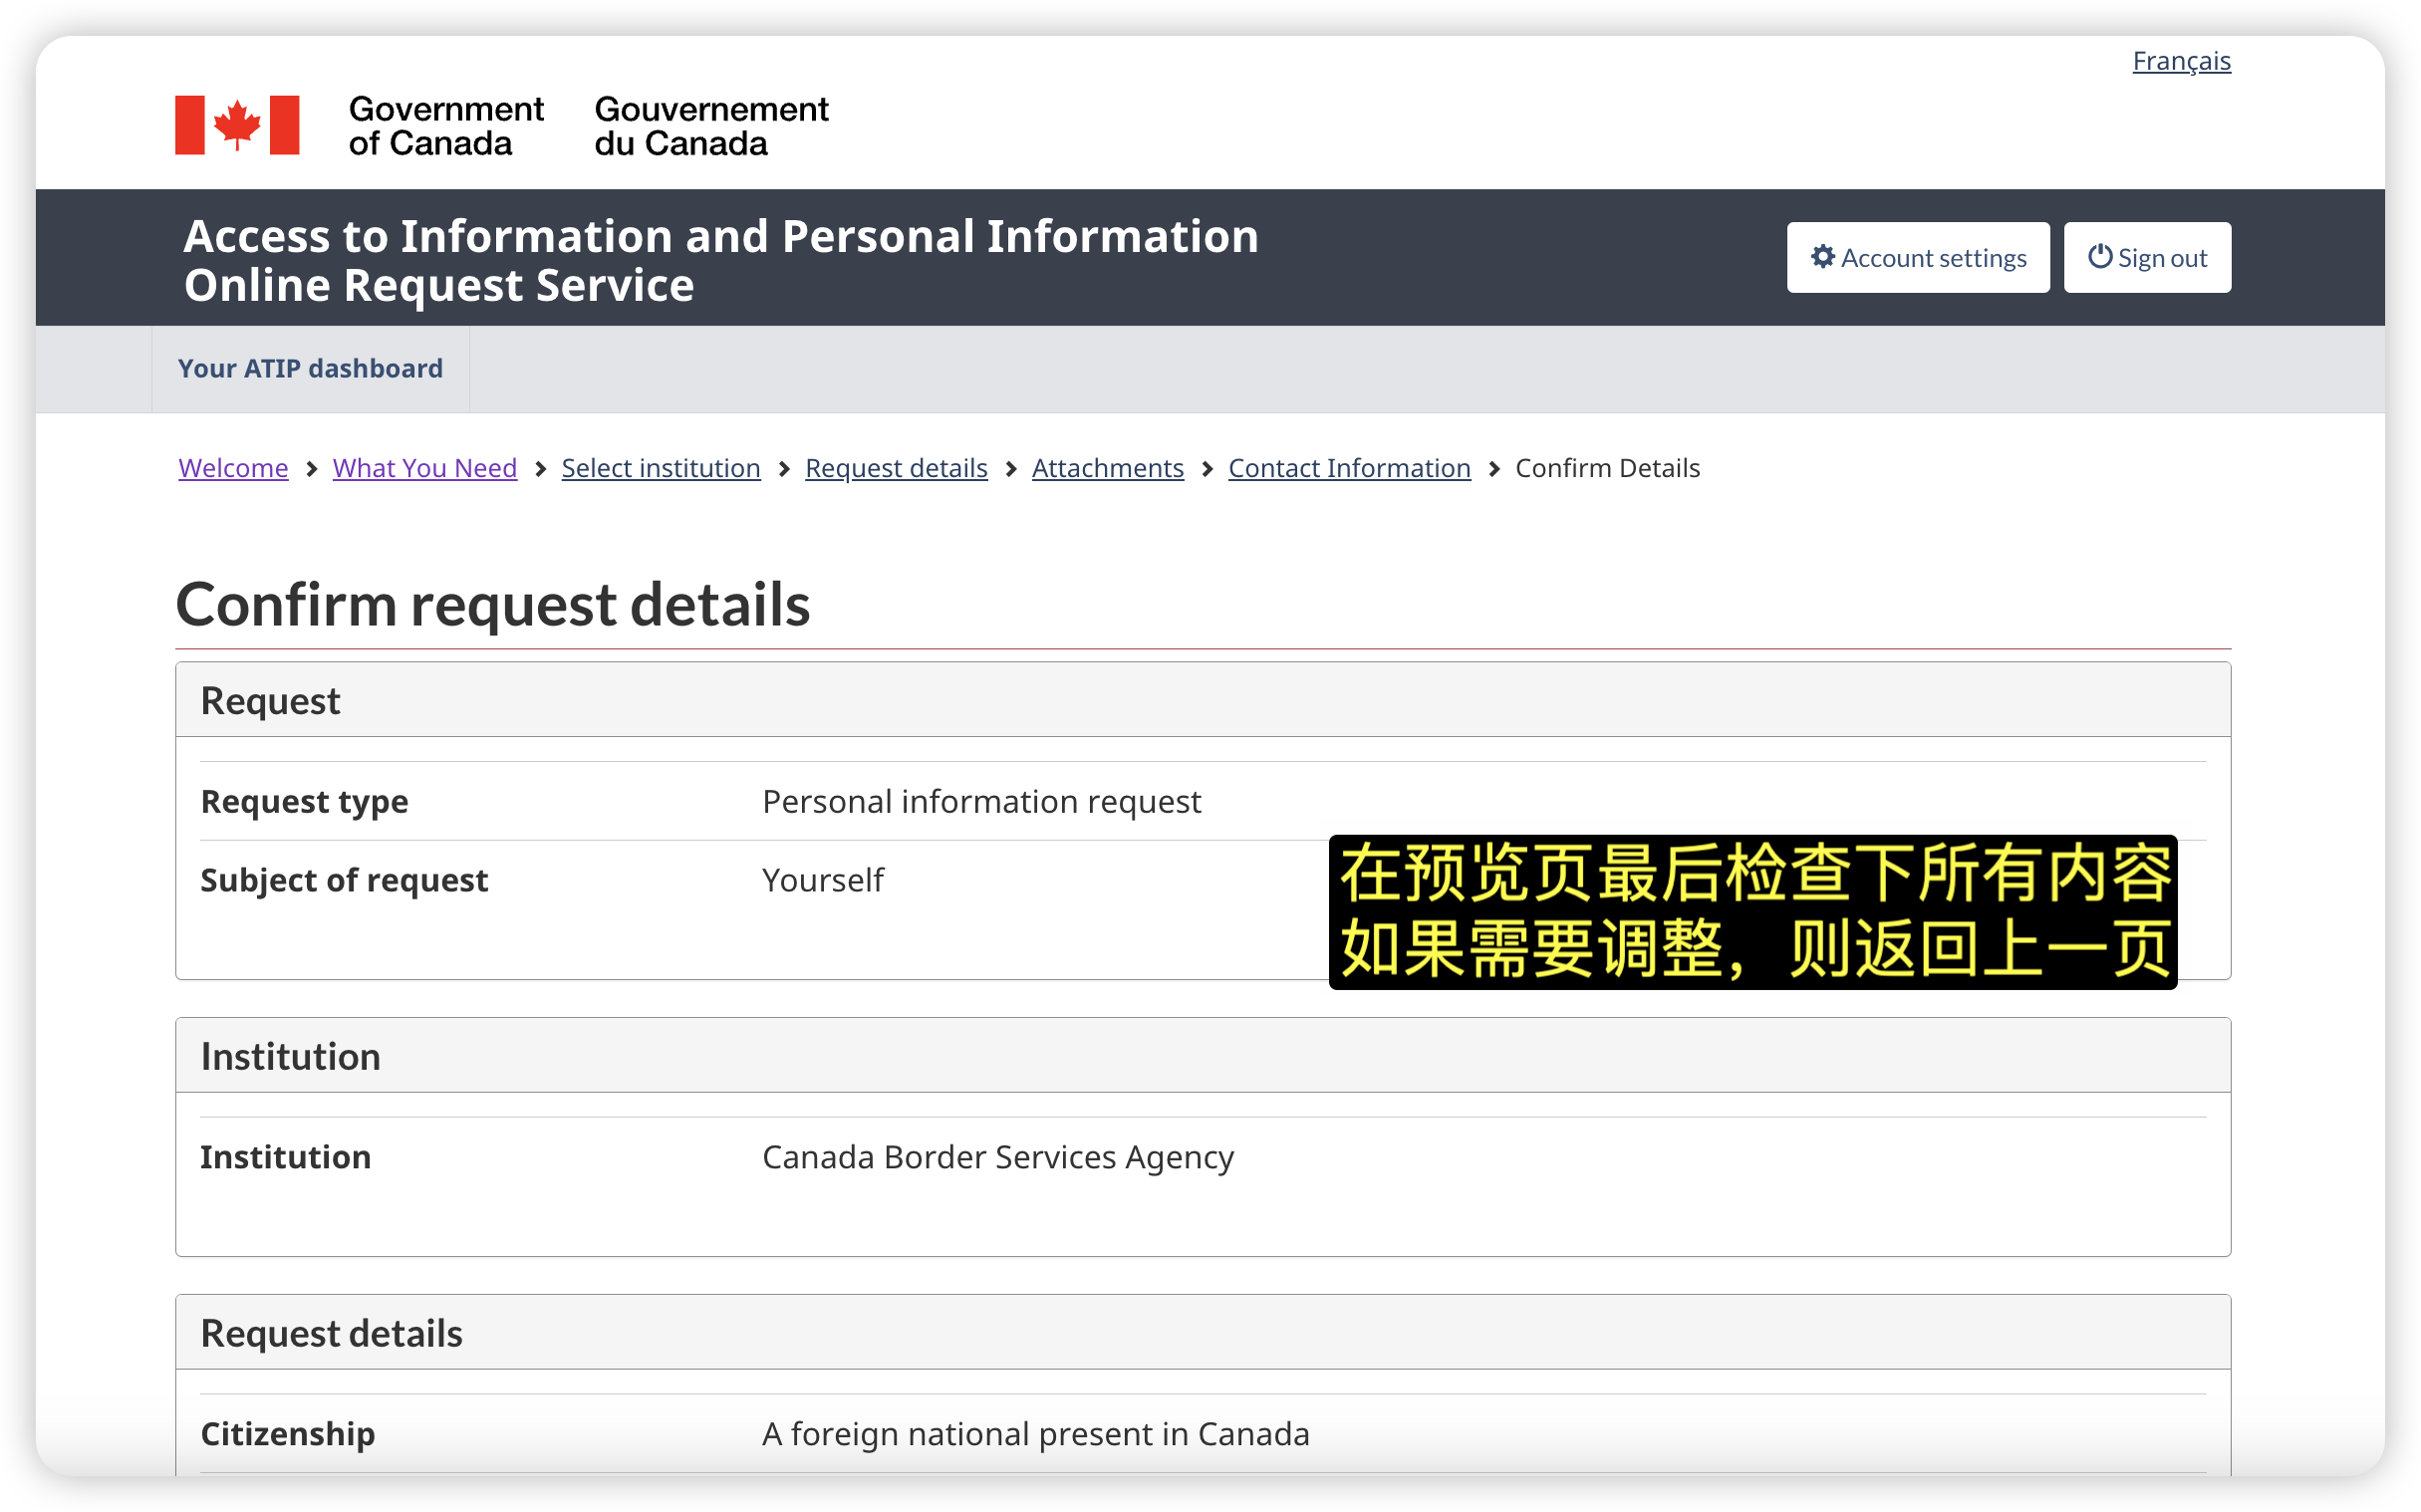 Français
Government of Canada
Gouvernement du Canada
Access to Information and Personal Information
Online Request Service
Account settings
Sign out
Your ATIP dashboard
Welcome > What You Need > Select institution > Request details > Attachments > Contact Information > Confirm Details
Confirm request details
Request
Request type Personal information request
Subject of request Yourself
在预览页最后检查下所有内容
如果需要调整，则返回上一页
Institution
Institution Canada Border Services Agency
Request details
Citizenship A foreign national present in Canada